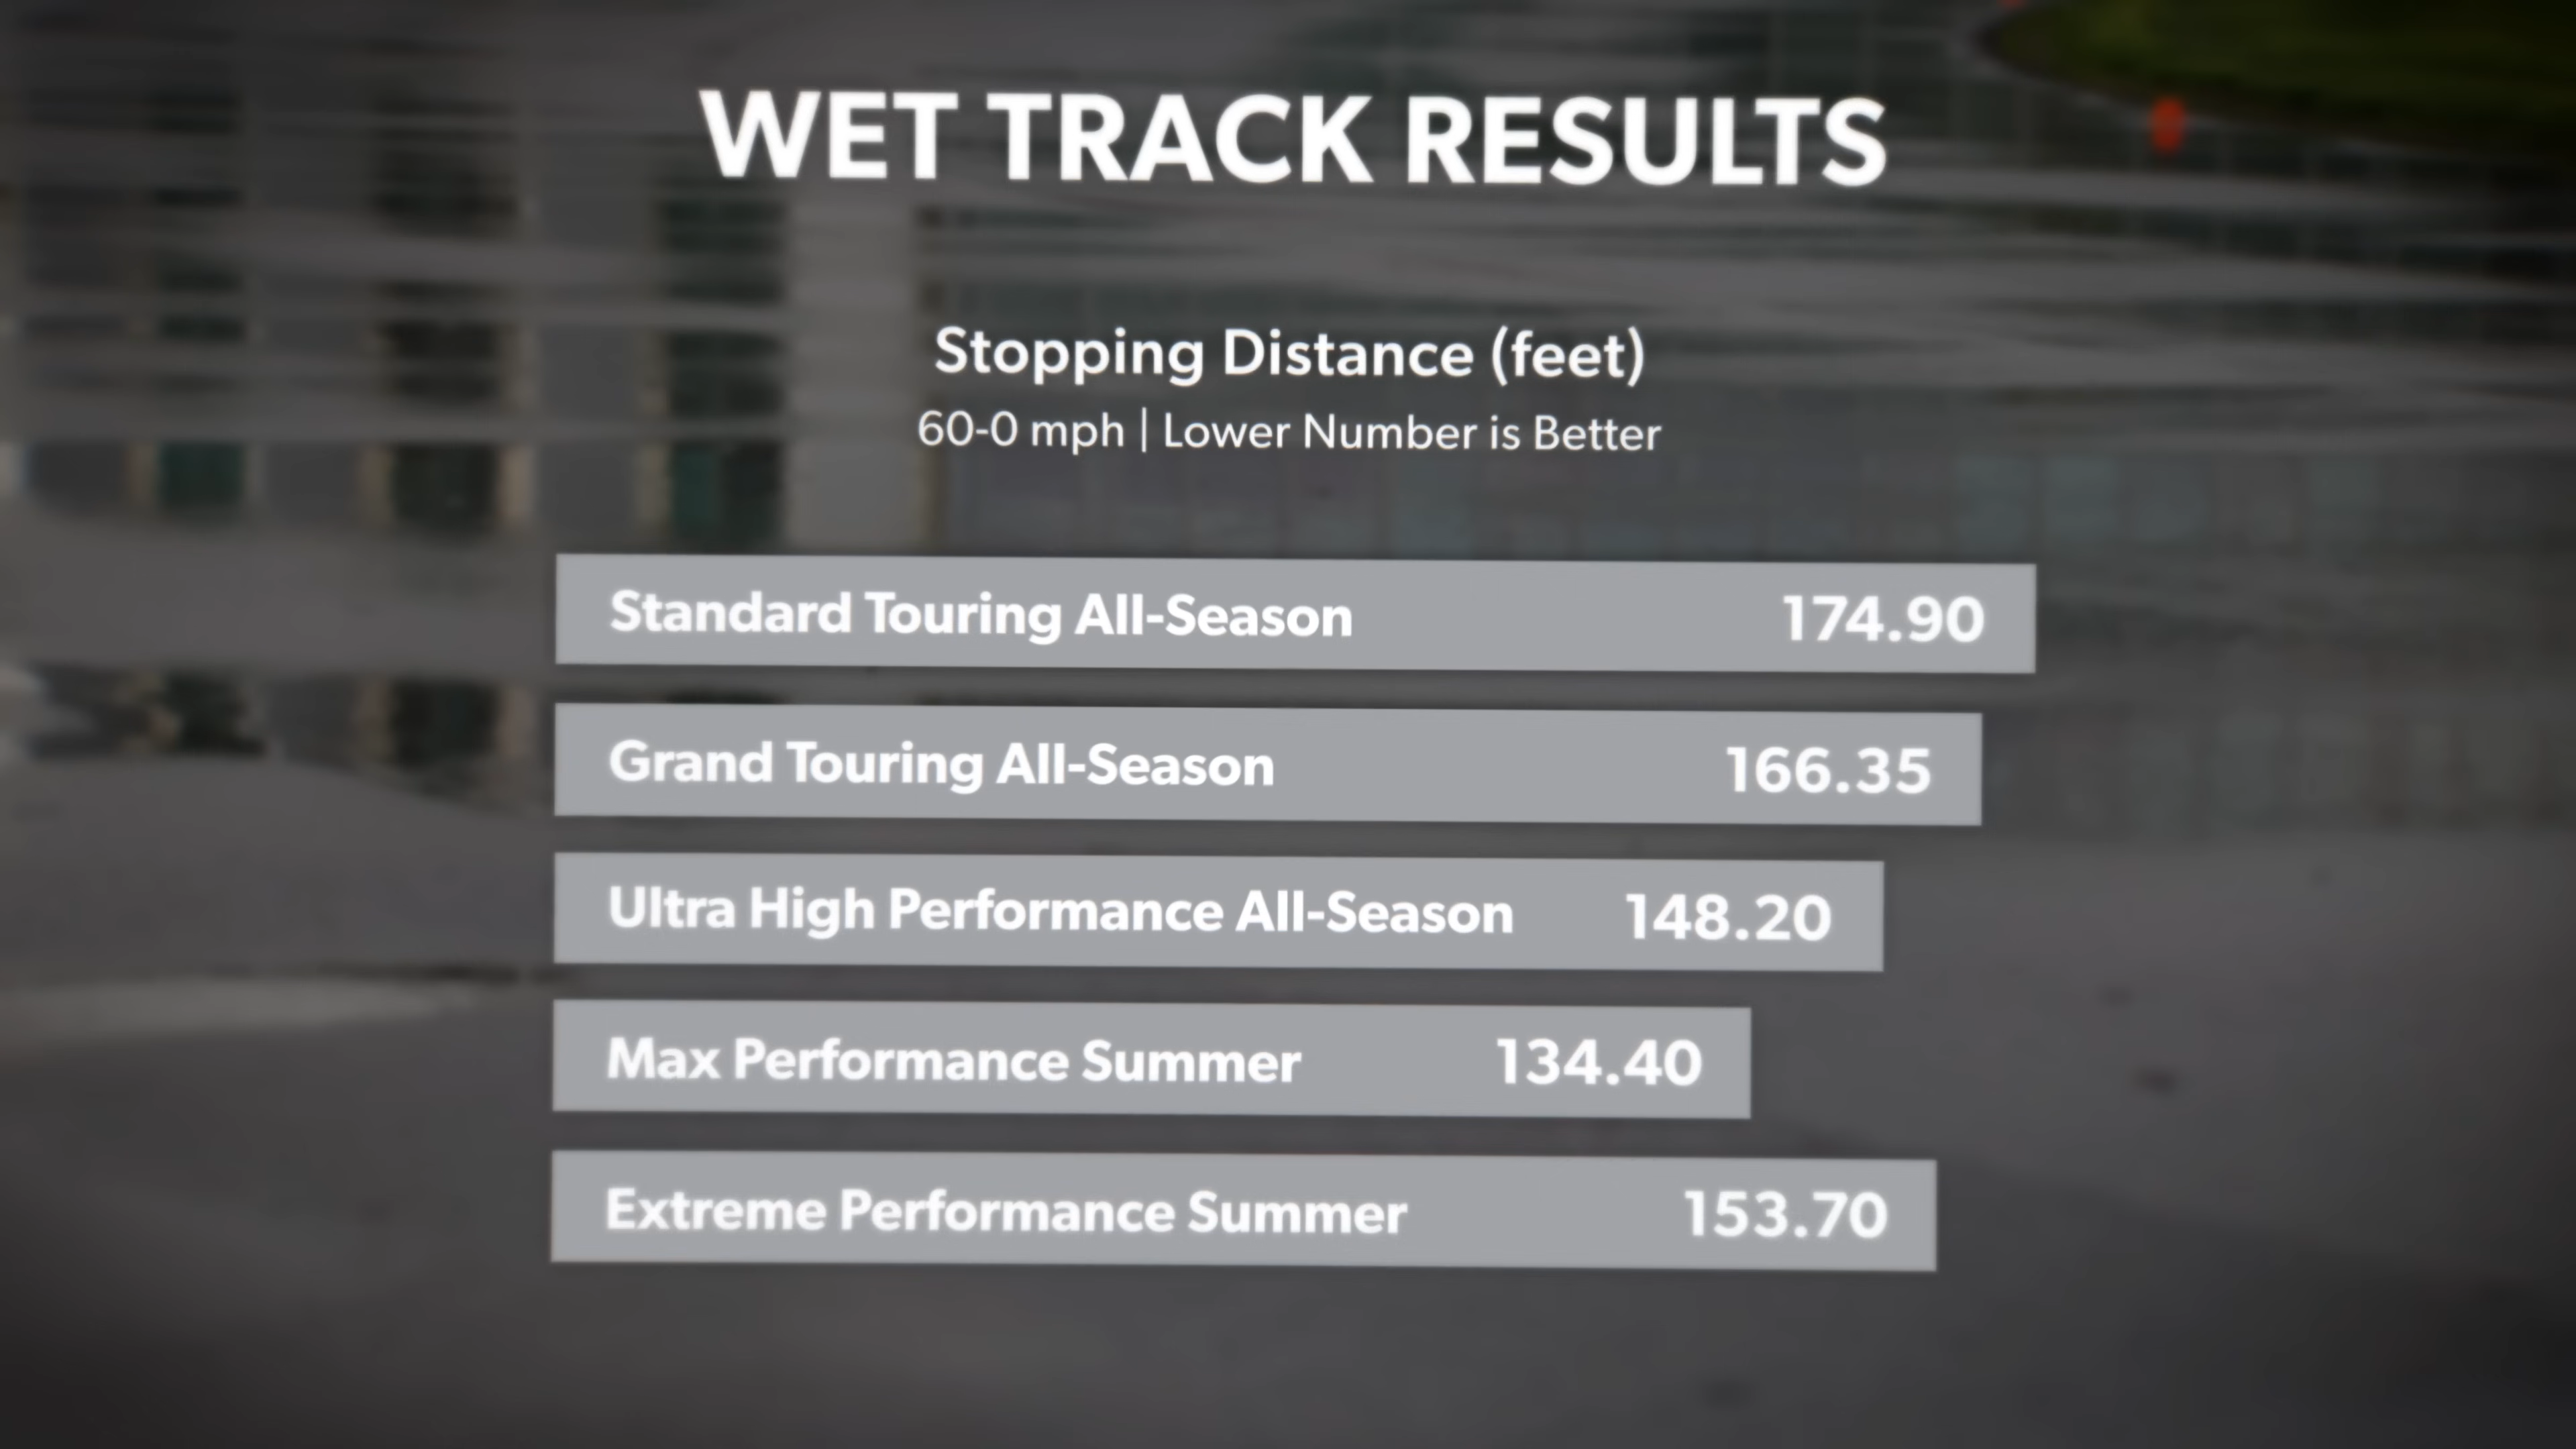 WET TRACK RESULTS
Stopping Distance (feet)
60-0 mph | Lower Number is Better
Standard Touring All-Season 174.90
Grand Touring All-Season 166.35
Ultra High Performance All-Season 148.20
Max Performance Summer 134.40
Extreme Performance Summer 153.70